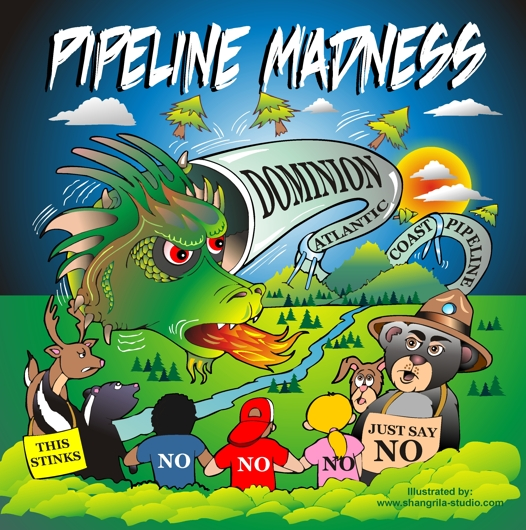 PIPELINE MADNESS
DOMINION
ATLANTIC
COAST PIPELINE
THIS
STINKS
NO
NO
NO
JUST SAY
NO
Illustrated by:
www.shangrila-studio.com